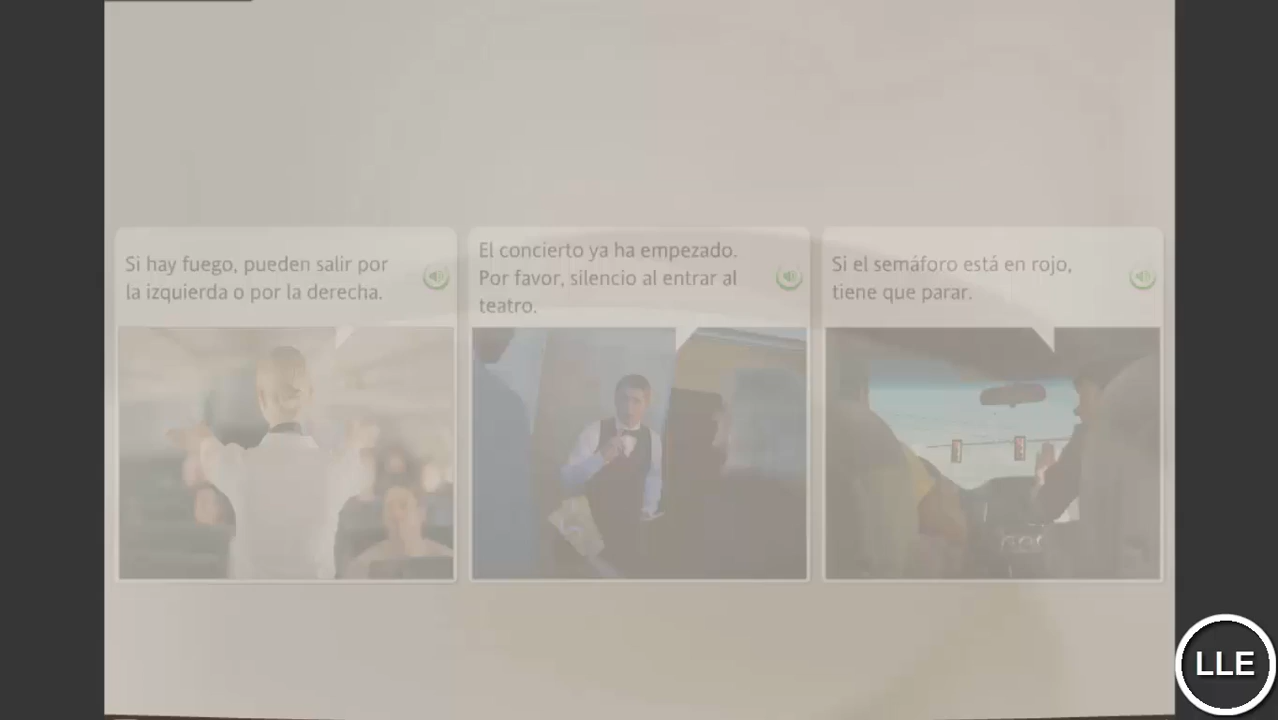 Si hay fuego, pueden salir por
la izquierda o por la derecha.
El concierto ya ha empezado.
Por favor, silencio al entrar al
teatro.
Si el semáforo está en rojo,
tiene que parar.
LLE